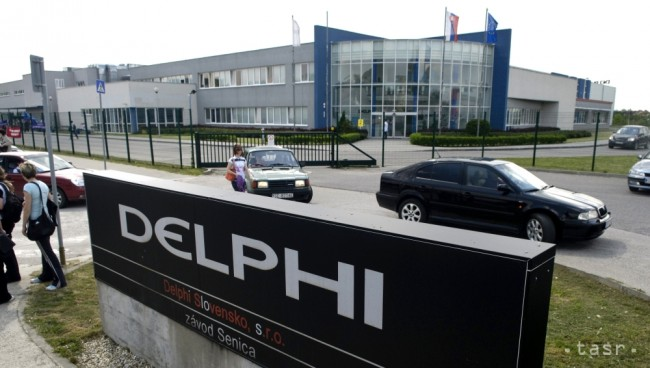 DELPHI
Delphi Slovensko, s.r.o.
závod Senica
tasr